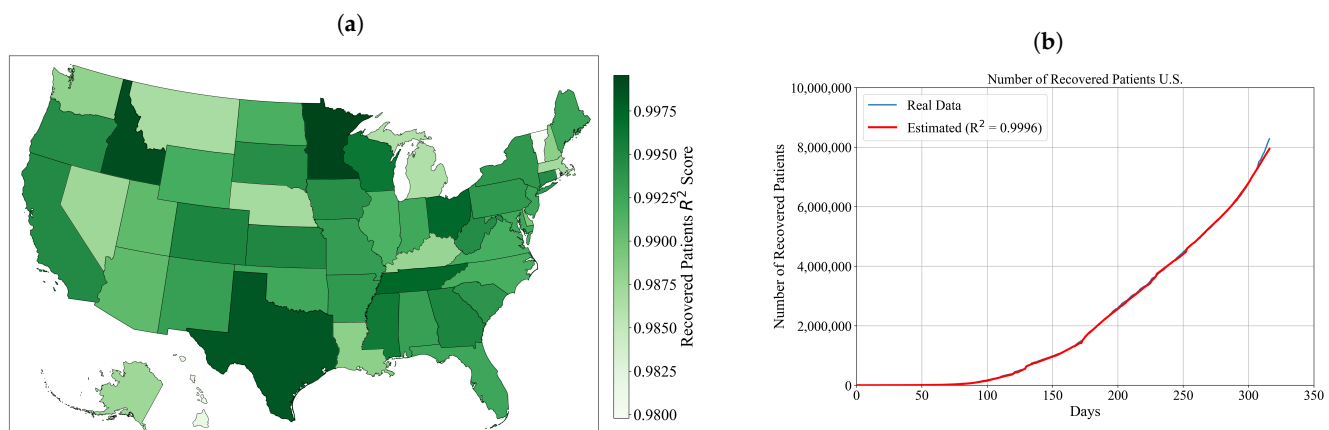 (a)
0.9975
0.9950
0.9925
0.9900
0.9875
0.9850
0.9825
0.9800
Recovered Patients R² Score
(b)
Number of Recovered Patients U.S.
Real Data
Estimated (R² = 0.9996)
10,000,000
8,000,000
6,000,000
4,000,000
2,000,000
0
Number of Recovered Patients
0 50 100 150 200 250 300 350
Days